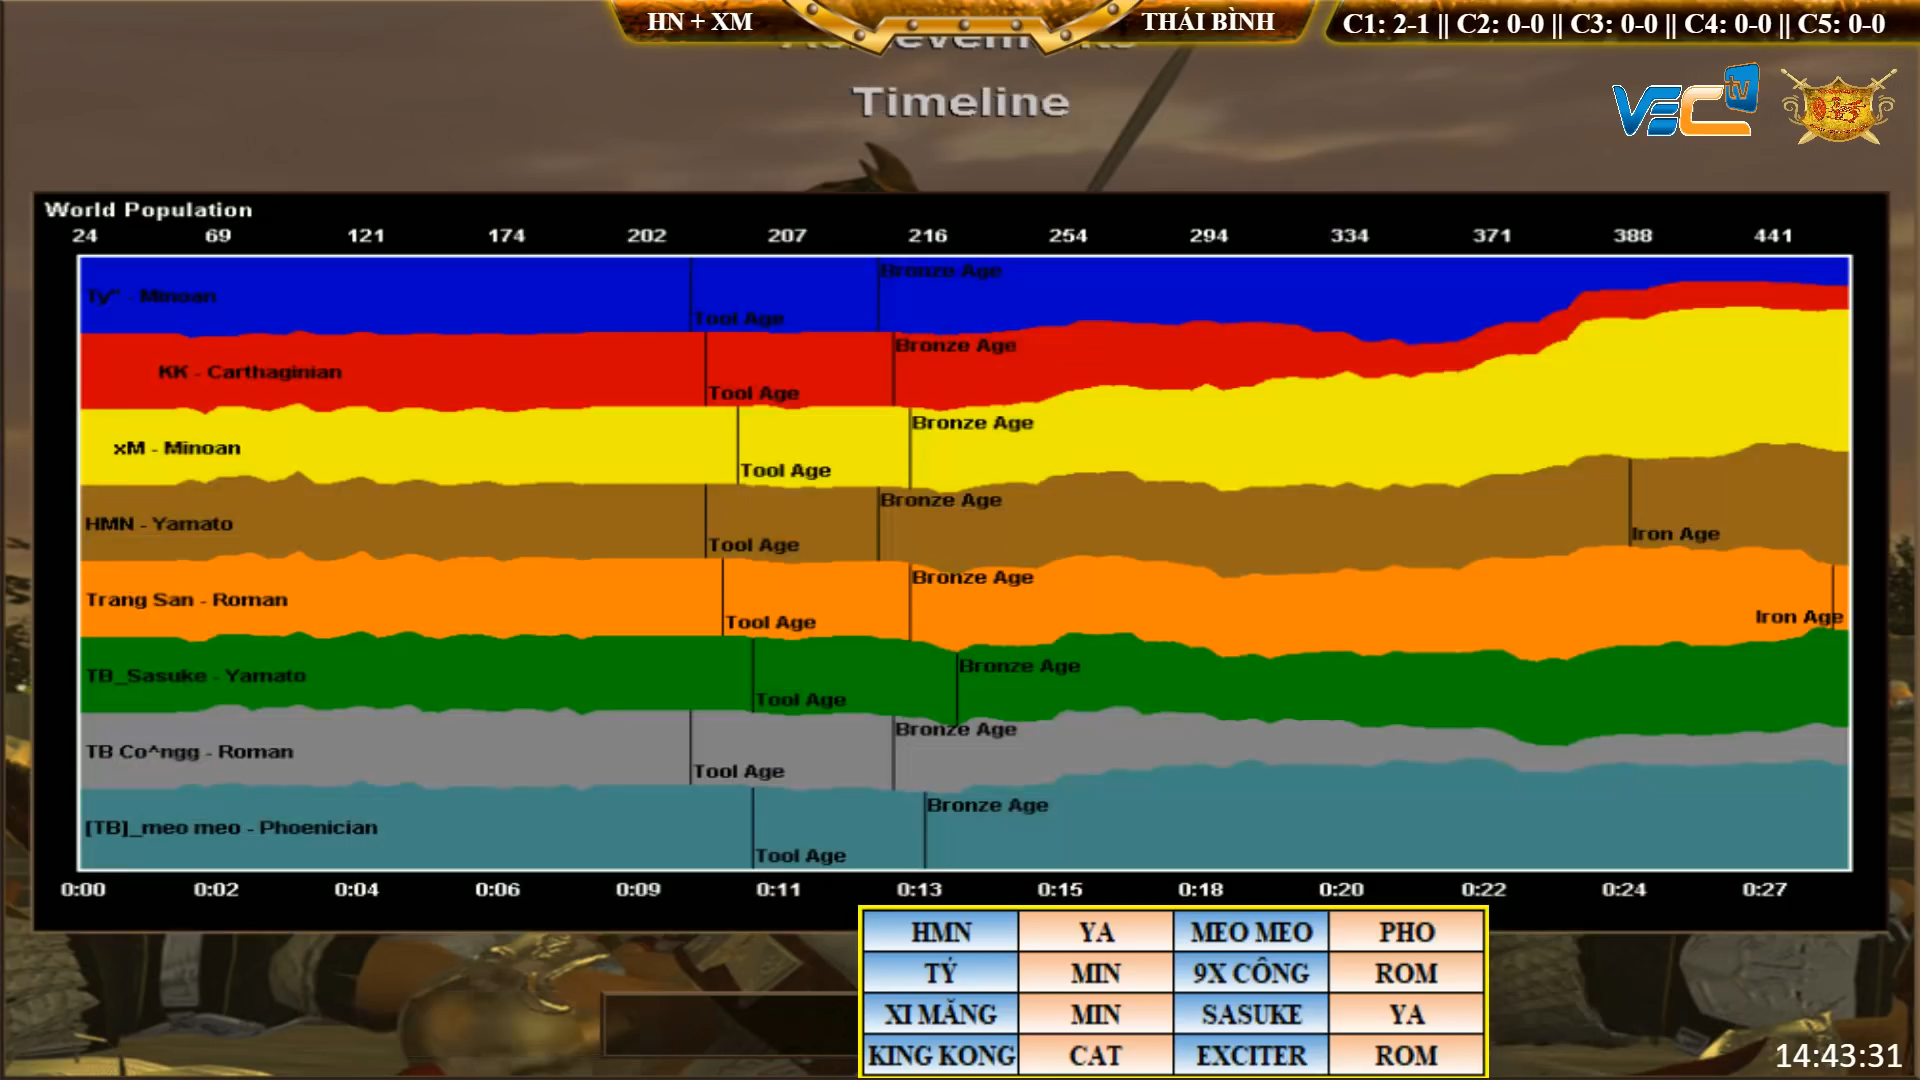 HN + XM
THÁI BÌNH
C1: 2-1 || C2: 0-0 || C3: 0-0 || C4: 0-0 || C5: 0-0
Achievements
Timeline
VEC tv
World Population
24 69 121 174 202 207 216 254 294 334 371 388 441
Bronze Age
Ty" - Minoan
Tool Age
Bronze Age
KK - Carthaginian
Tool Age
Bronze Age
xM - Minoan
Tool Age
Bronze Age
HMN - Yamato
Iron Age
Tool Age
Bronze Age
Trang San - Roman
Iron Age
Tool Age
Bronze Age
TB_Sasuke - Yamato
Tool Age
Bronze Age
TB Co^ngg - Roman
Tool Age
Bronze Age
[TB]_meo meo - Phoenician
Tool Age
0:00 0:02 0:04 0:06 0:09 0:11 0:13 0:15 0:18 0:20 0:22 0:24 0:27
HMN YA MEO MEO PHO
TÝ MIN 9X CÔNG ROM
XI MĂNG MIN SASUKE YA
KING KONG CAT EXCITER ROM
14:43:31